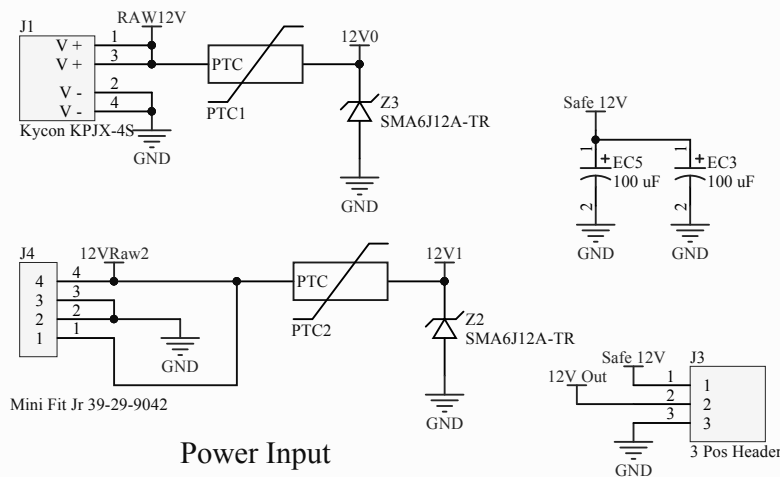 J1
RAW12V
V +
1
V +
3
V -
2
V -
4
Kycon KPJX-4S
GND
PTC
PTC1
12V0
Z3
SMA6J12A-TR
GND
Safe 12V
1
+
EC5
100 uF
2
GND
1
+
EC3
100 uF
2
GND
J4
12VRaw2
4
4
3
3
2
2
1
1
GND
Mini Fit Jr 39-29-9042
PTC
PTC2
12V1
Z2
SMA6J12A-TR
GND
Safe 12V
12V Out
J3
1
1
2
2
3
3
GND
3 Pos Header
Power Input